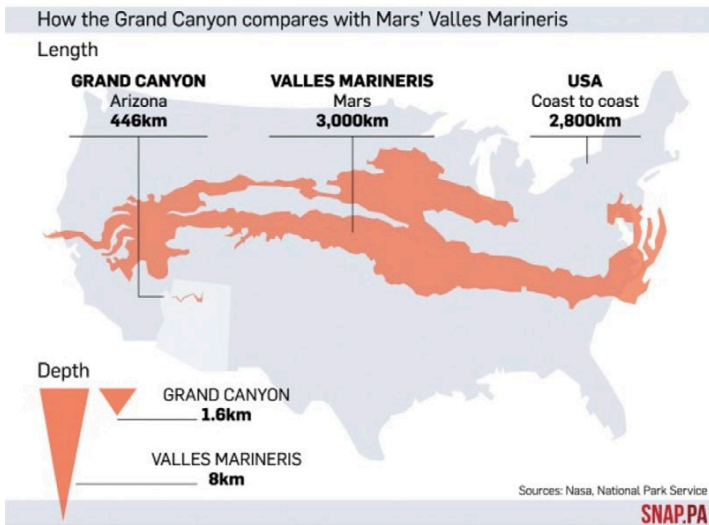 How the Grand Canyon compares with Mars' Valles Marineris
Length
GRAND CANYON
Arizona
446km
VALLES MARINERIS
Mars
3,000km
USA
Coast to coast
2,800km
Depth
GRAND CANYON
1.6km
VALLES MARINERIS
8km
Sources: Nasa, National Park Service
SNAP.PA